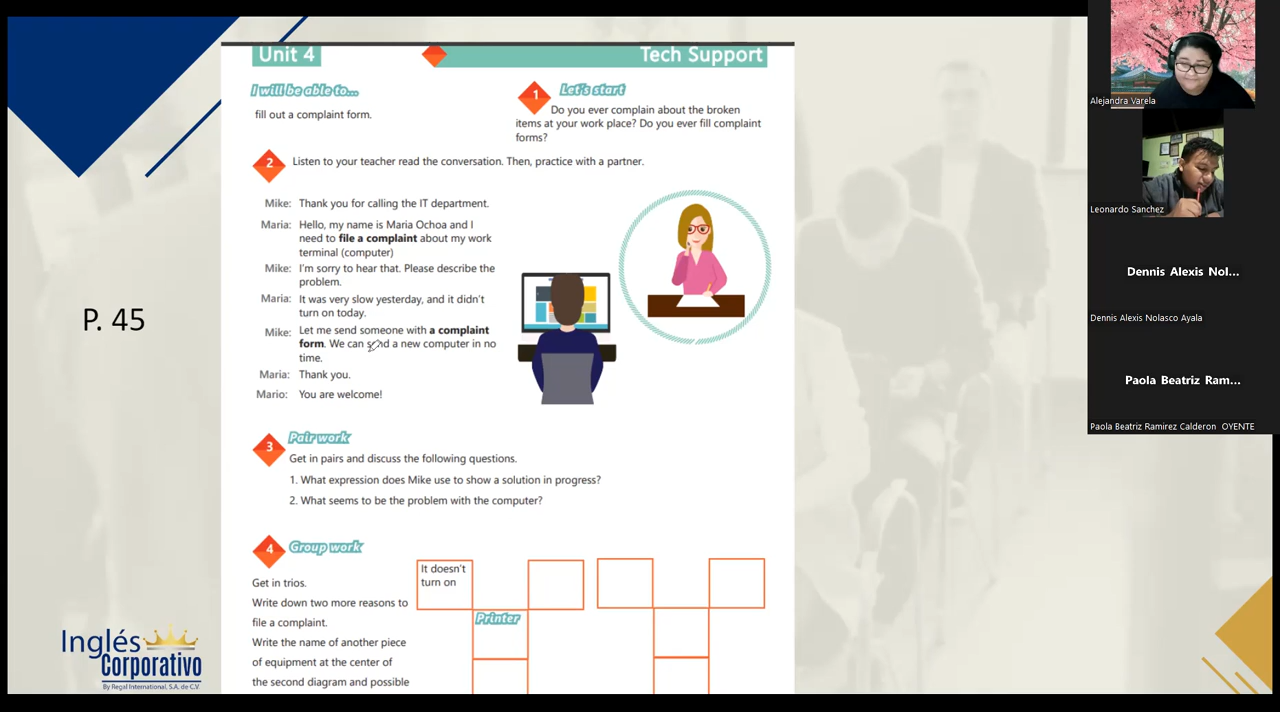 Unit 4
Tech Support
I will be able to...
fill out a complaint form.
1
Let's start
Do you ever complain about the broken
items at your work place? Do you ever fill complaint
forms?
2
Listen to your teacher read the conversation. Then, practice with a partner.
Mike: Thank you for calling the IT department.
Maria: Hello, my name is Maria Ochoa and I
need to file a complaint about my work
terminal (computer)
Mike: I'm sorry to hear that. Please describe the
problem.
Maria: It was very slow yesterday, and it didn't
turn on today.
Mike: Let me send someone with a complaint
form. We can send a new computer in no
time.
Maria: Thank you.
Mario: You are welcome!
3
Pair work
Get in pairs and discuss the following questions.
1. What expression does Mike use to show a solution in progress?
2. What seems to be the problem with the computer?
4
Group work
Get in trios.
Write down two more reasons to
file a complaint.
Write the name of another piece
of equipment at the center of
the second diagram and possible
It doesn't
turn on
Printer
P. 45
Inglés
Corporativo
By Regal International, S.A. de C.V.
Alejandra Varela
Leonardo Sanchez
Dennis Alexis Nol...
Dennis Alexis Nolasco Ayala
Paola Beatriz Ram...
Paola Beatriz Ramirez Calderon OYENTE